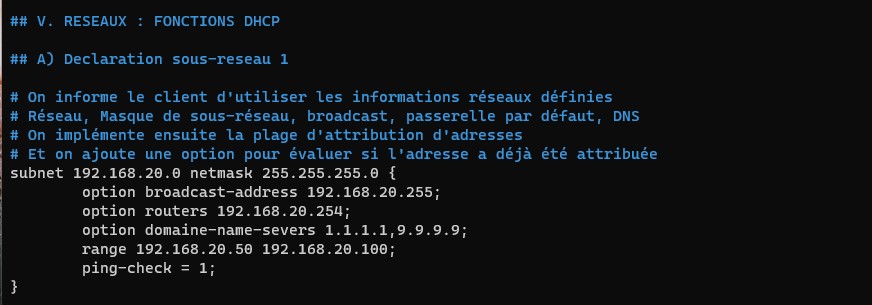 ## V. RESEAUX : FONCTIONS DHCP
## A) Declaration sous-reseau 1
# On informe le client d'utiliser les informations réseaux définies
# Réseau, Masque de sous-réseau, broadcast, passerelle par défaut, DNS
# On implémente ensuite la plage d'attribution d'adresses
# Et on ajoute une option pour évaluer si l'adresse a déjà été attribuée
subnet 192.168.20.0 netmask 255.255.255.0 {
option broadcast-address 192.168.20.255;
option routers 192.168.20.254;
option domaine-name-severs 1.1.1.1,9.9.9.9;
range 192.168.20.50 192.168.20.100;
ping-check = 1;
}